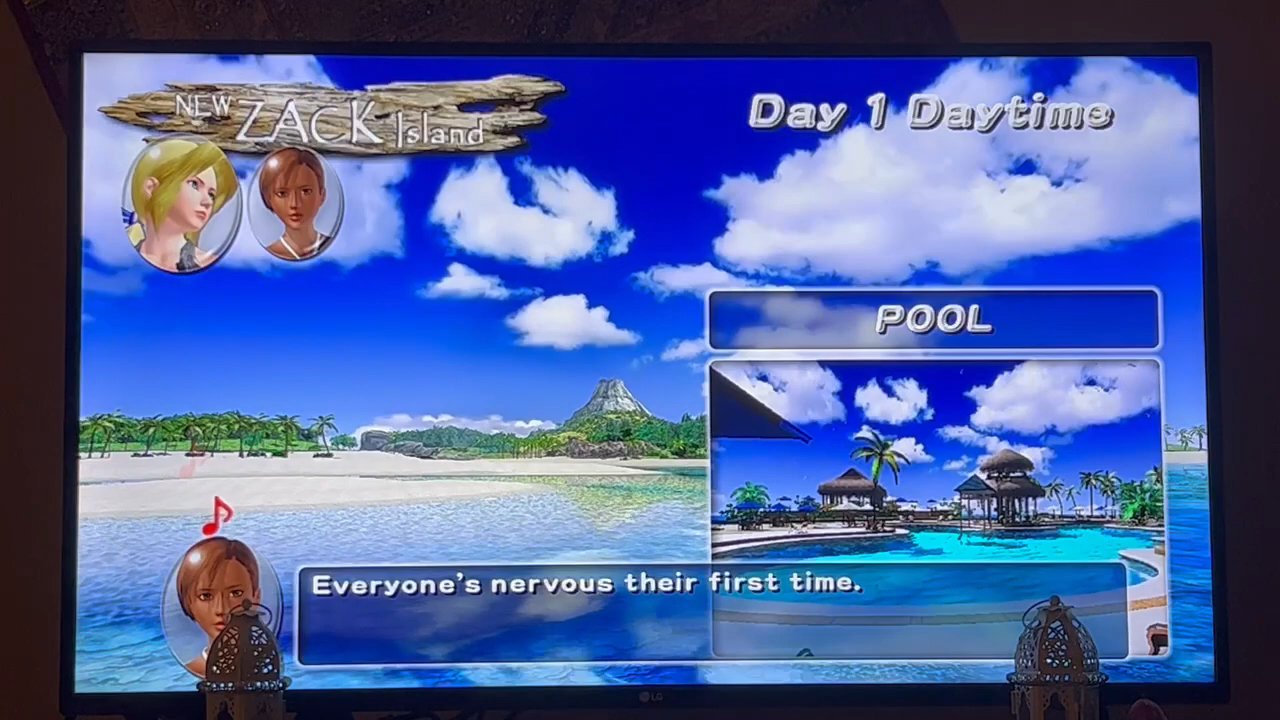 NEW ZACK Island
Day 1 Daytime
POOL
Everyone's nervous their first time.
LG